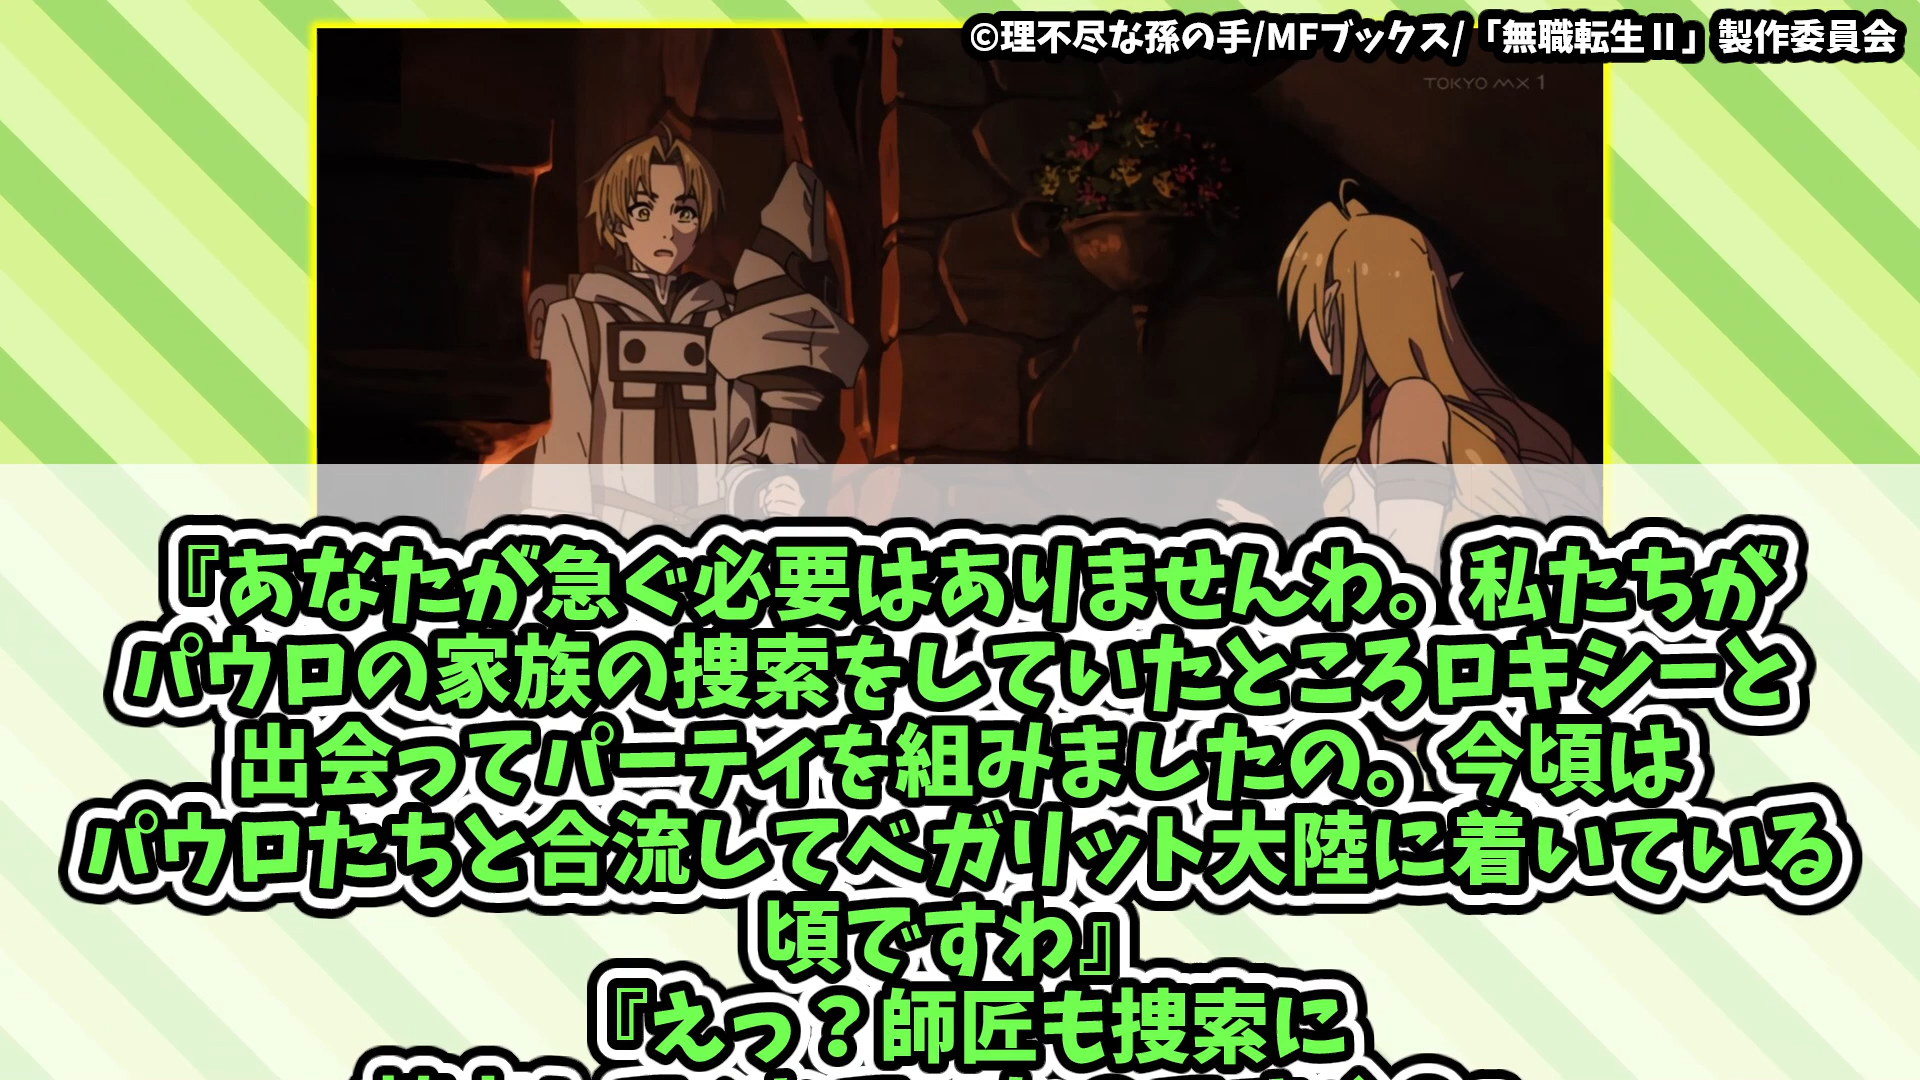 ©理不尽な孫の手/MFブックス/「無職転生Ⅱ」製作委員会
TOKYO MX 1
『あなたが急ぐ必要はありませんわ。私たちが
パウロの家族の捜索をしていたところロキシーと
出会ってパーティを組みましたの。今頃は
パウロたちと合流してベガリット大陸に着いている
頃ですわ』
『えっ？師匠も捜索に